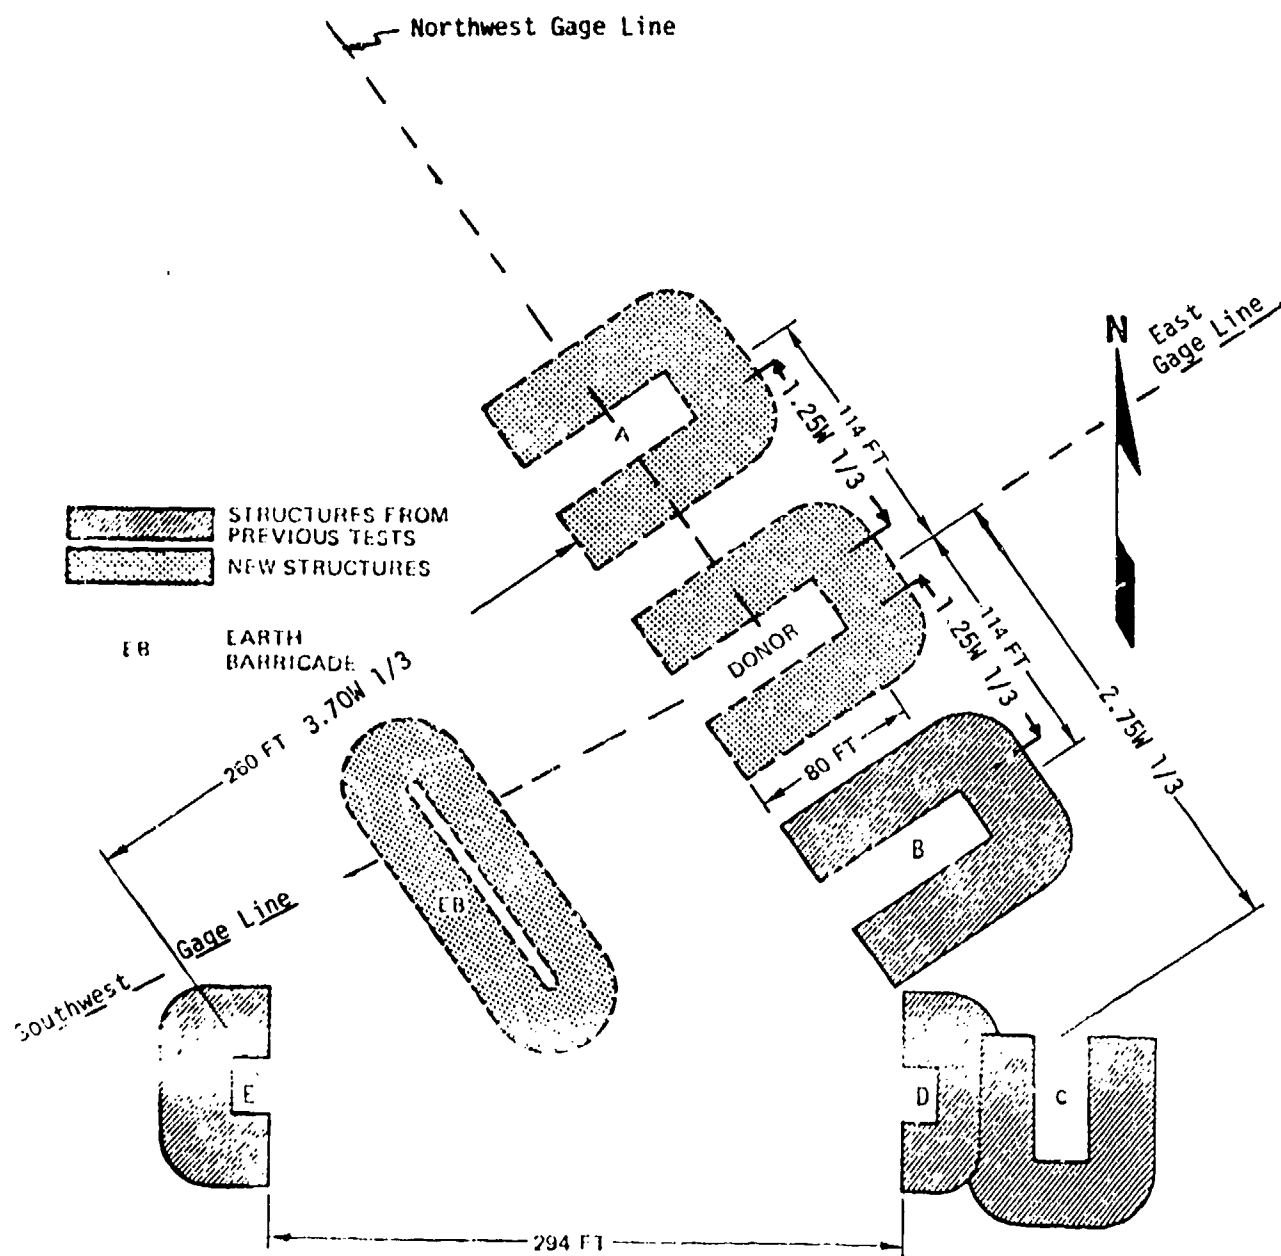 Northwest Gage Line
N
East
Gage Line
114 FT
1.25W 1/3
A
STRUCTURES FROM
PREVIOUS TESTS
NEW STRUCTURES
EB
EARTH
BARRICADE
DONOR
114 FT
1.25W 1/3
2.75W 1/3
260 FT 3.70W 1/3
80 FT
B
EB
Southwest Gage Line
E
D
C
294 FT